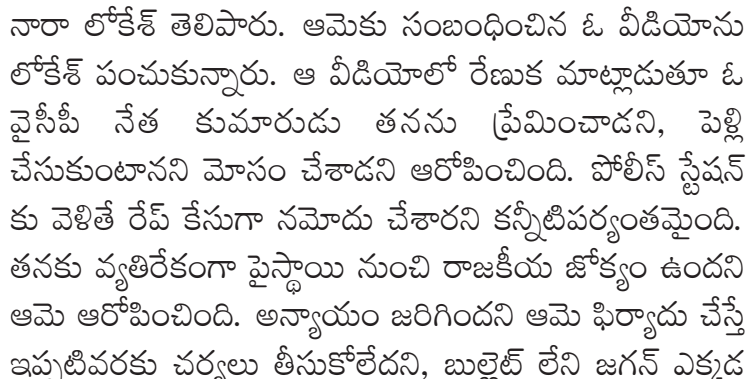 నారా లోకేశ్ తెలిపారు. ఆమెకు సంబంధించిన ఓ వీడియోను
లోకేశ్ పంచుకున్నారు. ఆ వీడియోలో రేణుక మాట్లాడుతూ ఓ
వైసీపీ నేత కుమారుడు తనను ప్రేమించాడని, పెళ్లి
చేసుకుంటానని మోసం చేశాడని ఆరోపించింది. పోలీస్ స్టేషన్
కు వెళితే రేప్ కేసుగా నమోదు చేశారని కన్నీటిపర్యంతమైంది.
తనకు వ్యతిరేకంగా పైస్థాయి నుంచి రాజకీయ జోక్యం ఉందని
ఆమె ఆరోపించింది. అన్యాయం జరిగిందని ఆమె ఫిర్యాదు చేస్తే
ఇప్పటివరకు చర్యలు తీసుకోలేదని, బుల్లెట్ లేని జగన్ ఎక్కడ